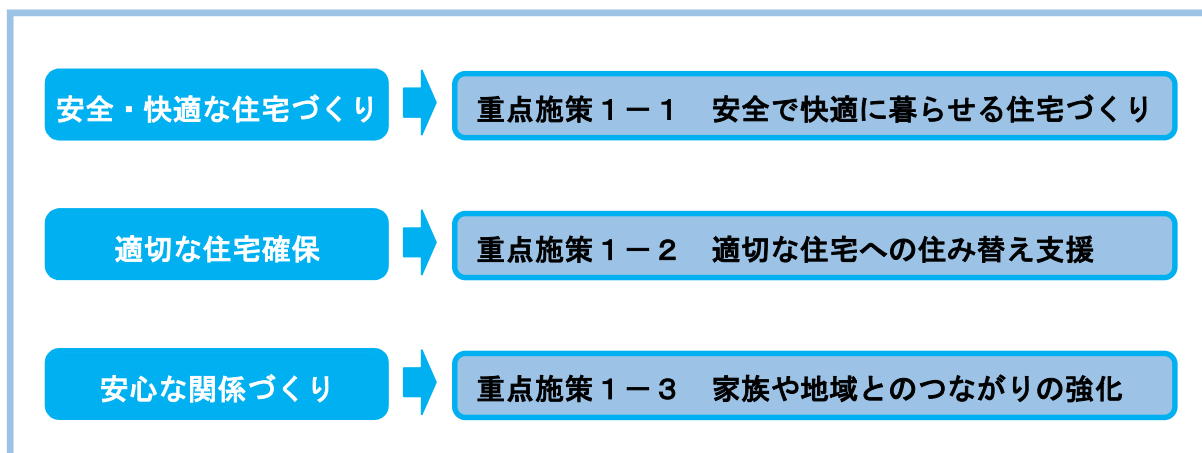 安全・快適な住宅づくり
重点施策１－１　安全で快適に暮らせる住宅づくり
適切な住宅確保
重点施策１－２　適切な住宅への住み替え支援
安心な関係づくり
重点施策１－３　家族や地域とのつながりの強化